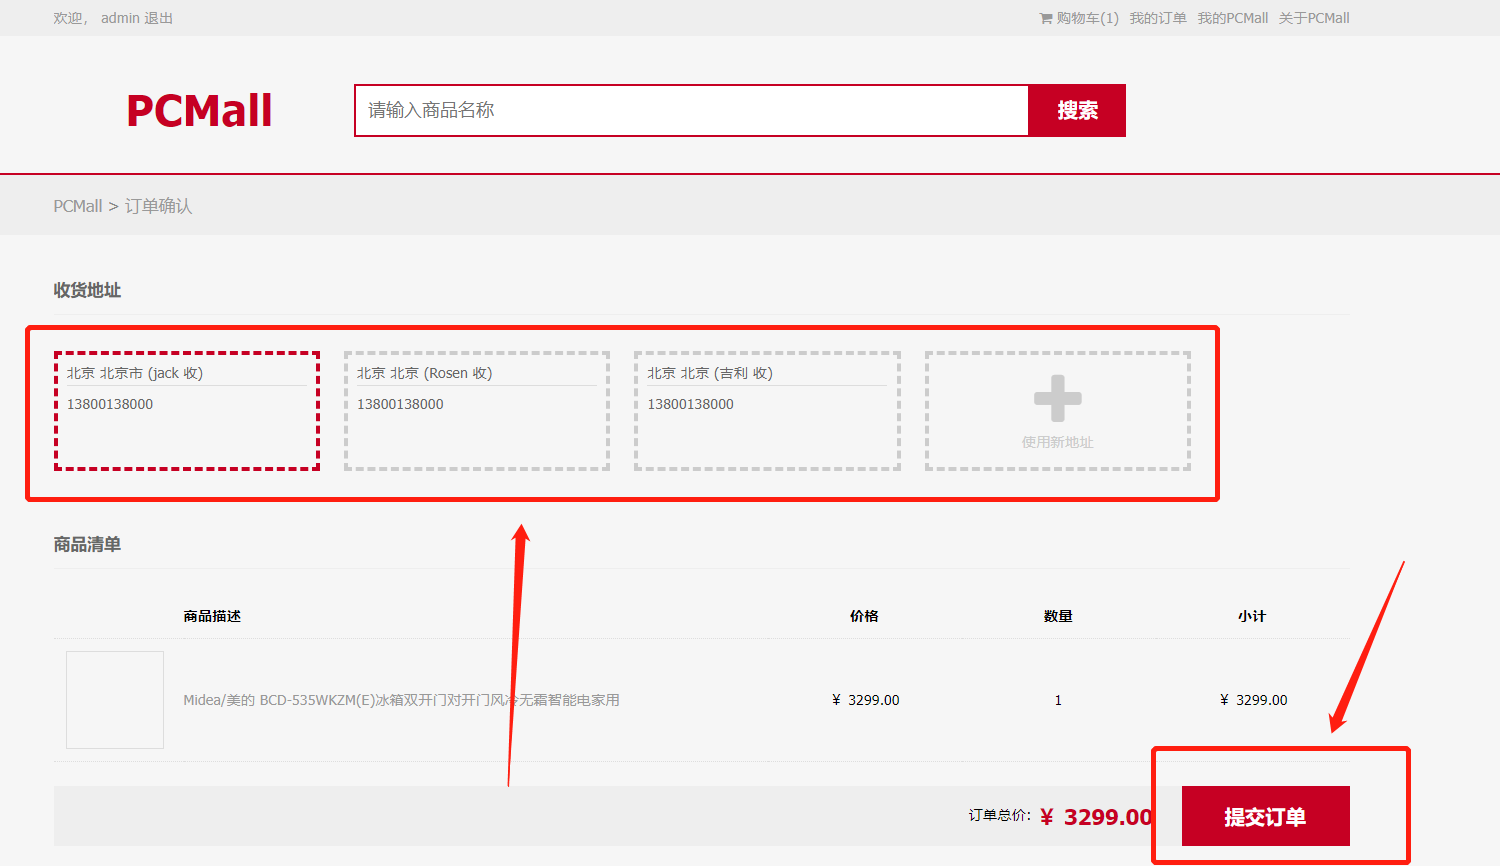 欢迎， admin 退出 购物车(1) 我的订单 我的PCMall 关于PCMall
PCMall 请输入商品名称 搜索
PCMall > 订单确认
收货地址
北京 北京市 (jack 收) 北京 北京 (Rosen 收) 北京 北京 (吉利 收)
13800138000 13800138000 13800138000
使用新地址
商品清单
商品描述 价格 数量 小计
Midea/美的 BCD-535WKZM(E)冰箱双开门对开门风冷无霜智能电家用 ¥ 3299.00 1 ¥ 3299.00
订单总价: ¥ 3299.00 提交订单